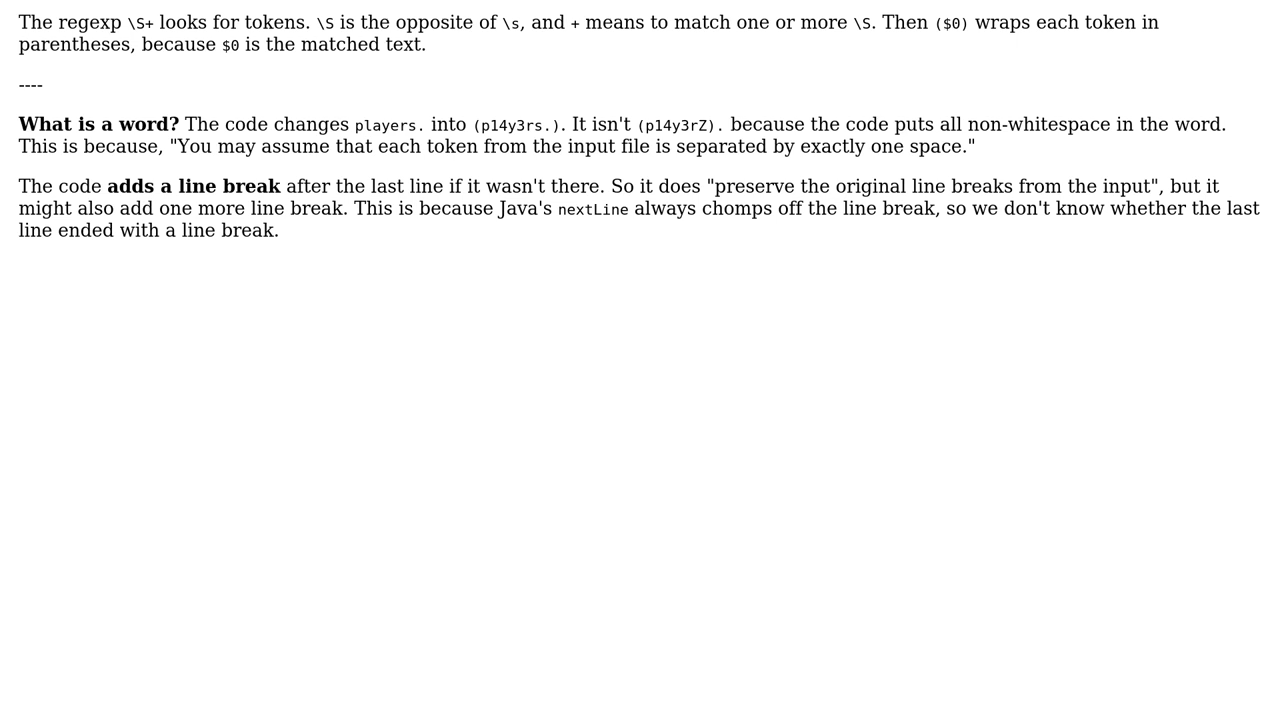 The regexp \S+ looks for tokens. \S is the opposite of \s, and + means to match one or more \S. Then ($0) wraps each token in
parentheses, because $0 is the matched text.
----
What is a word? The code changes players. into (p14y3rs.). It isn't (p14y3rZ). because the code puts all non-whitespace in the word.
This is because, "You may assume that each token from the input file is separated by exactly one space."
The code adds a line break after the last line if it wasn't there. So it does "preserve the original line breaks from the input", but it
might also add one more line break. This is because Java's nextLine always chomps off the line break, so we don't know whether the last
line ended with a line break.